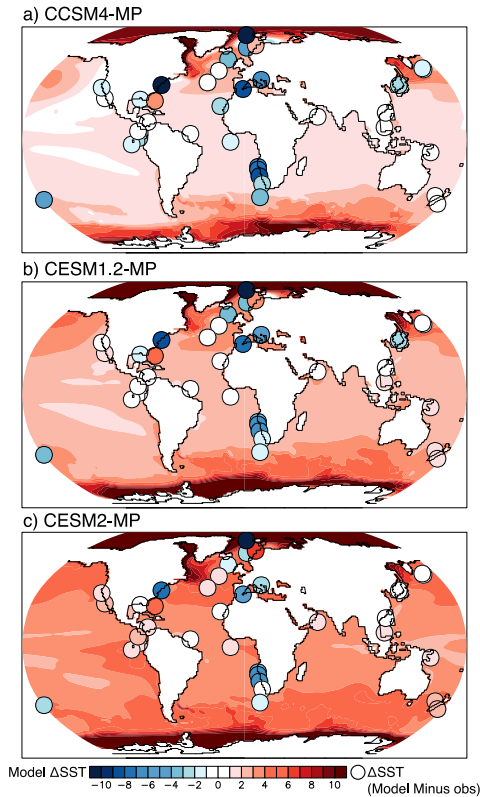 a) CCSM4-MP
b) CESM1.2-MP
c) CESM2-MP
Model ΔSST
−10 −8 −6 −4 −2 0 2 4 6 8 10
ΔSST
(Model Minus obs)